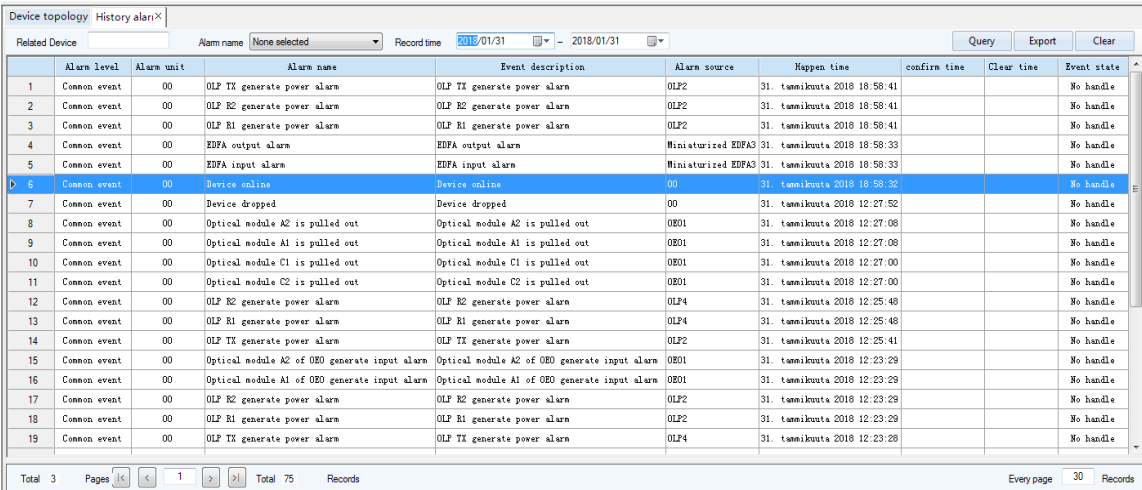 Device topology History aları
Related Device Alarm name None selected Record time 2018/01/31 – 2018/01/31 Query Export Clear
Alarm level Alarm unit Alarm name Event description Alarm source Happen time confirm time Clear time Event state
1 Common event 00 OLP TX generate power alarm OLP TX generate power alarm OLP2 31. tammikuuta 2018 18:58:41 No handle
2 Common event 00 OLP R2 generate power alarm OLP R2 generate power alarm OLP2 31. tammikuuta 2018 18:58:41 No handle
3 Common event 00 OLP R1 generate power alarm OLP R1 generate power alarm OLP2 31. tammikuuta 2018 18:58:41 No handle
4 Common event 00 EDFA output alarm EDFA output alarm Miniaturized EDFA3 31. tammikuuta 2018 18:58:33 No handle
5 Common event 00 EDFA input alarm EDFA input alarm Miniaturized EDFA3 31. tammikuuta 2018 18:58:33 No handle
6 Common event 00 Device online Device online 00 31. tammikuuta 2018 18:58:32 No handle
7 Common event 00 Device dropped Device dropped 00 31. tammikuuta 2018 12:27:52 No handle
8 Common event 00 Optical module A2 is pulled out Optical module A2 is pulled out OEO1 31. tammikuuta 2018 12:27:08 No handle
9 Common event 00 Optical module A1 is pulled out Optical module A1 is pulled out OEO1 31. tammikuuta 2018 12:27:08 No handle
10 Common event 00 Optical module C1 is pulled out Optical module C1 is pulled out OEO1 31. tammikuuta 2018 12:27:00 No handle
11 Common event 00 Optical module C2 is pulled out Optical module C2 is pulled out OEO1 31. tammikuuta 2018 12:27:00 No handle
12 Common event 00 OLP R2 generate power alarm OLP R2 generate power alarm OLP4 31. tammikuuta 2018 12:25:48 No handle
13 Common event 00 OLP R1 generate power alarm OLP R1 generate power alarm OLP4 31. tammikuuta 2018 12:25:48 No handle
14 Common event 00 OLP TX generate power alarm OLP TX generate power alarm OLP2 31. tammikuuta 2018 12:25:41 No handle
15 Common event 00 Optical module A2 of OEO generate input alarm Optical module A2 of OEO generate input alarm OEO1 31. tammikuuta 2018 12:23:29 No handle
16 Common event 00 Optical module A1 of OEO generate input alarm Optical module A1 of OEO generate input alarm OEO1 31. tammikuuta 2018 12:23:29 No handle
17 Common event 00 OLP R2 generate power alarm OLP R2 generate power alarm OLP2 31. tammikuuta 2018 12:23:29 No handle
18 Common event 00 OLP R1 generate power alarm OLP R1 generate power alarm OLP2 31. tammikuuta 2018 12:23:29 No handle
19 Common event 00 OLP TX generate power alarm OLP TX generate power alarm OLP4 31. tammikuuta 2018 12:23:28 No handle
Total 3 Pages |< < 1 > >| Total 75 Records Every page 30 Records